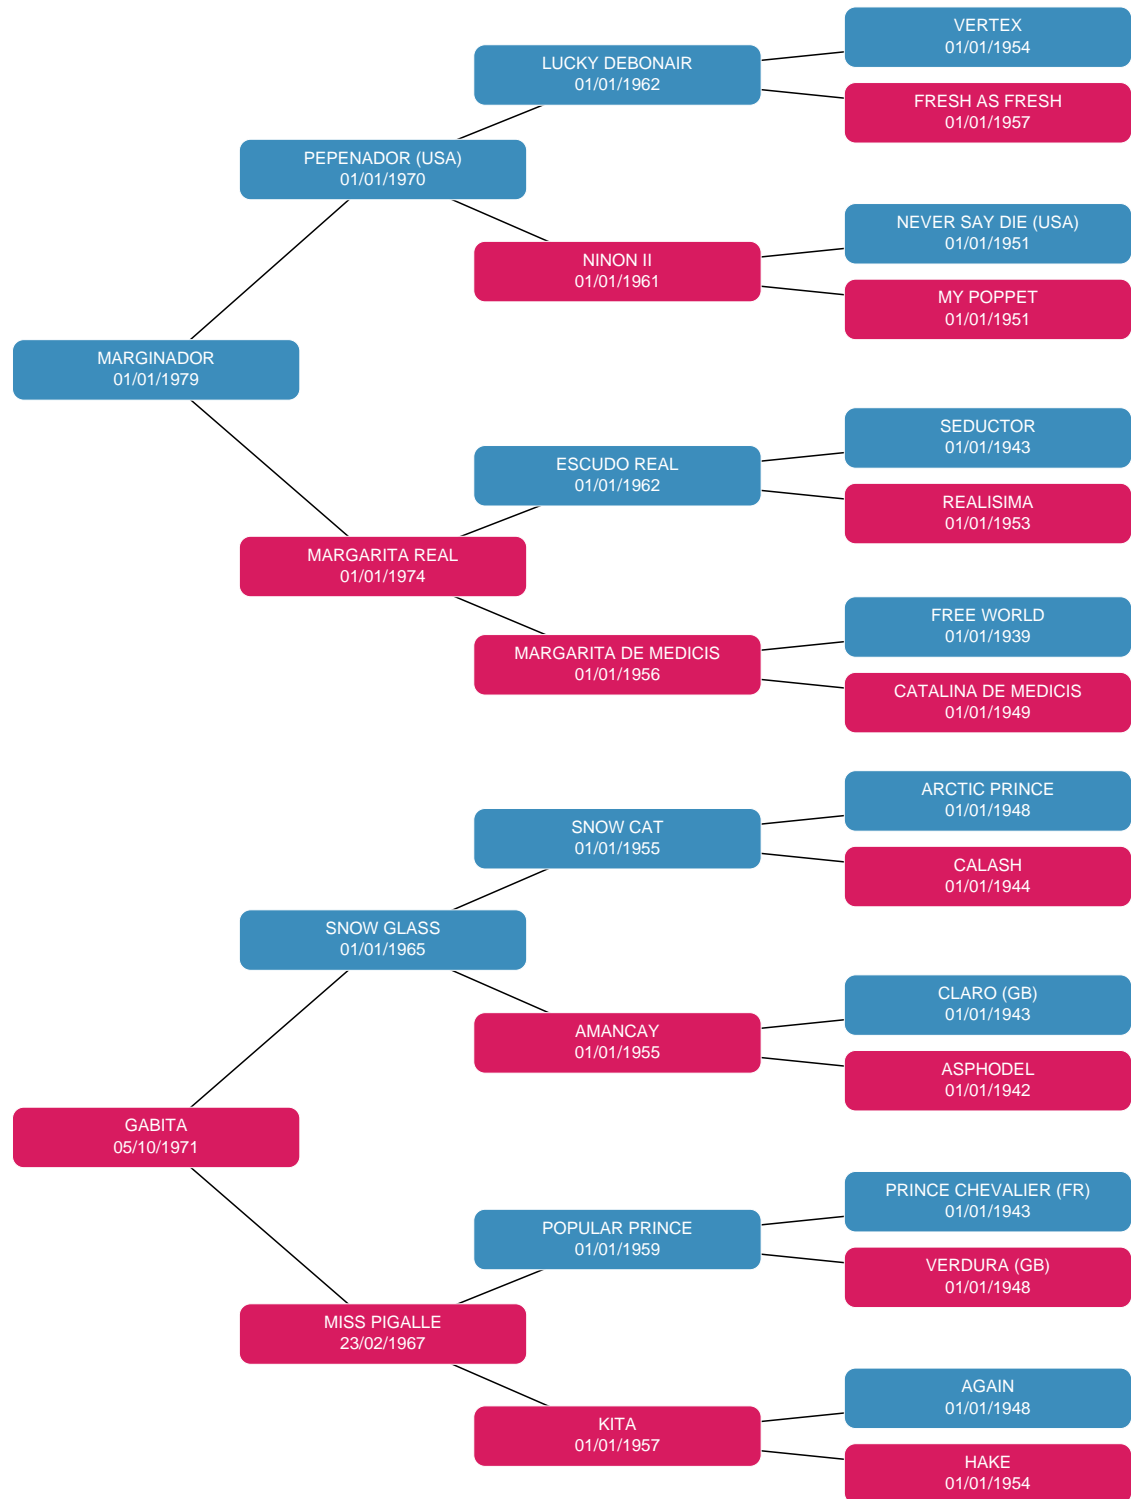 VERTEX
01/01/1954
LUCKY DEBONAIR
01/01/1962
FRESH AS FRESH
01/01/1957
PEPENADOR (USA)
01/01/1970
NEVER SAY DIE (USA)
01/01/1951
NINON II
01/01/1961
MY POPPET
01/01/1951
MARGINADOR
01/01/1979
SEDUCTOR
01/01/1943
ESCUDO REAL
01/01/1962
REALISIMA
01/01/1953
MARGARITA REAL
01/01/1974
FREE WORLD
01/01/1939
MARGARITA DE MEDICIS
01/01/1956
CATALINA DE MEDICIS
01/01/1949
ARCTIC PRINCE
01/01/1948
SNOW CAT
01/01/1955
CALASH
01/01/1944
SNOW GLASS
01/01/1965
CLARO (GB)
01/01/1943
AMANCAY
01/01/1955
ASPHODEL
01/01/1942
GABITA
05/10/1971
PRINCE CHEVALIER (FR)
01/01/1943
POPULAR PRINCE
01/01/1959
VERDURA (GB)
01/01/1948
MISS PIGALLE
23/02/1967
AGAIN
01/01/1948
KITA
01/01/1957
HAKE
01/01/1954